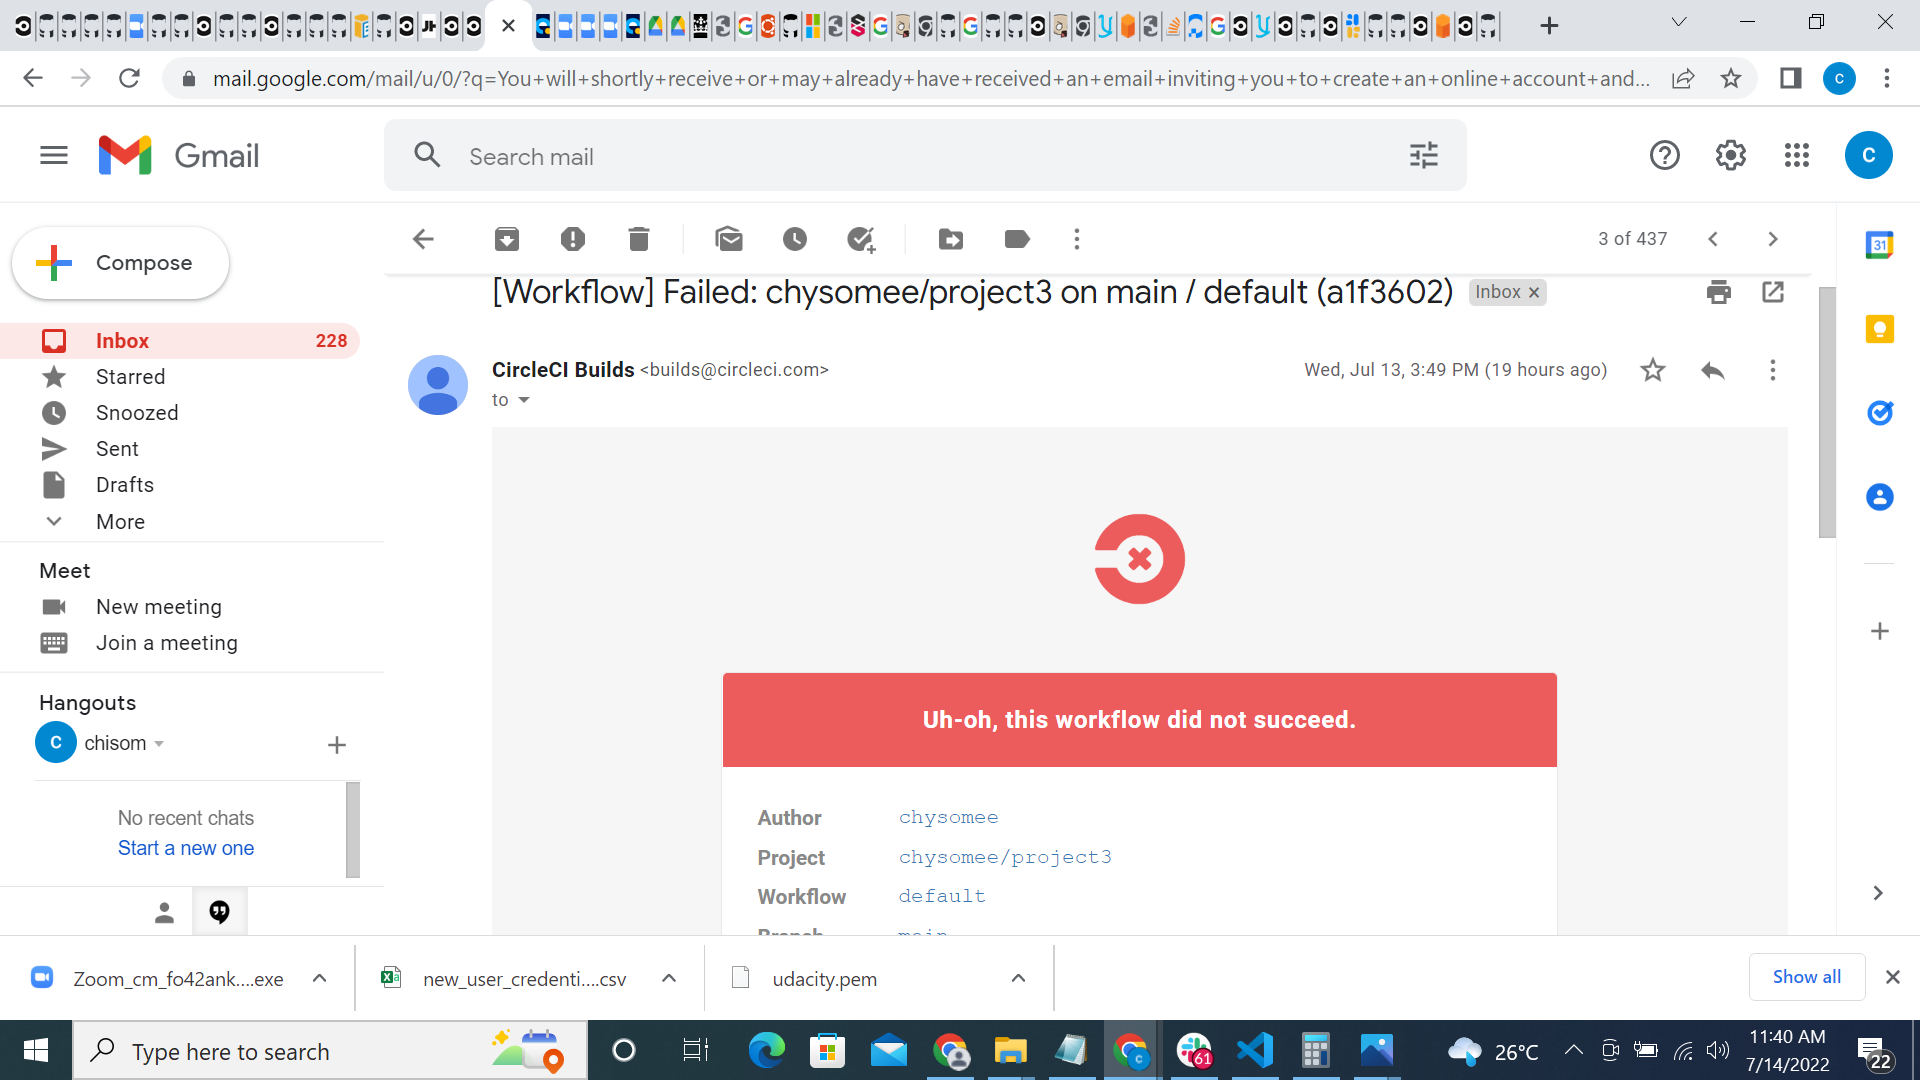 mail.google.com/mail/u/0/?q=You+will+shortly+receive+or+may+already+have+received+an+email+inviting+you+to+create+an+online+account+and...
C
Gmail
Search mail
C
Compose
3 of 437
31
[Workflow] Failed: chysomee/project3 on main / default (a1f3602)
Inbox ×
Inbox 228
Starred
Snoozed
Sent
Drafts
More
CircleCI Builds <builds@circleci.com>
Wed, Jul 13, 3:49 PM (19 hours ago)
to
Meet
New meeting
Join a meeting
Hangouts
C
chisom
No recent chats
Start a new one
Uh-oh, this workflow did not succeed.
Author chysomee
Project chysomee/project3
Workflow default
Branch main
Zoom_cm_fo42ank....exe
new_user_credenti....csv
udacity.pem
Show all
Type here to search
61
26°C
11:40 AM
7/14/2022
22